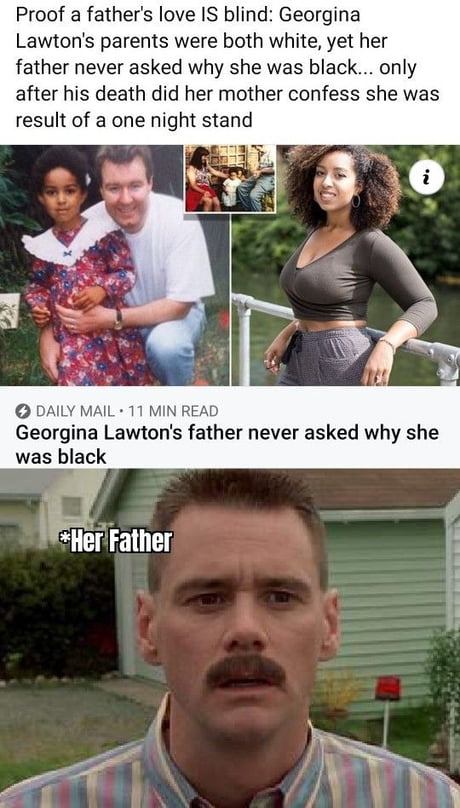 Proof a father's love IS blind: Georgina
Lawton's parents were both white, yet her
father never asked why she was black... only
after his death did her mother confess she was
result of a one night stand
i
DAILY MAIL • 11 MIN READ
Georgina Lawton's father never asked why she
was black
*Her Father